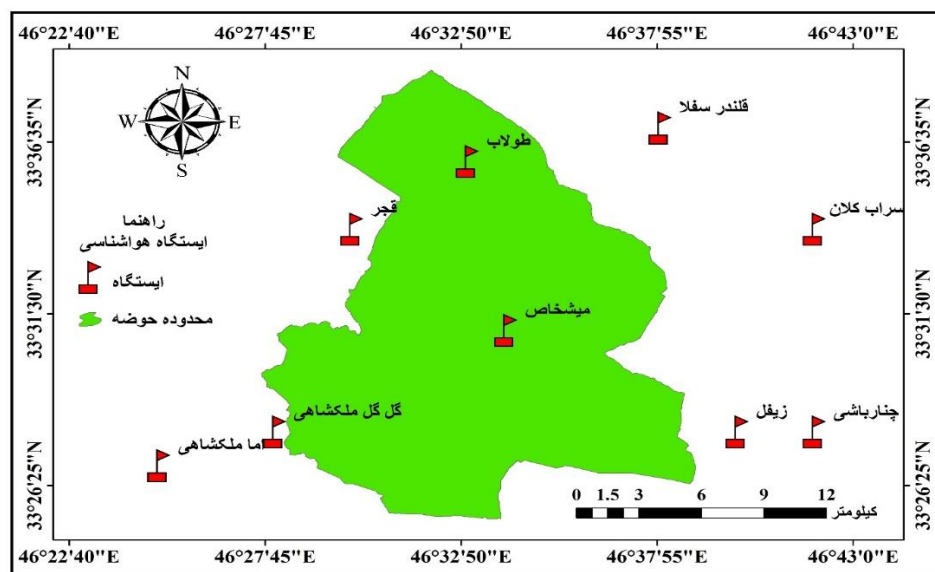 46°22'40"E 46°27'45"E 46°32'50"E 46°37'55"E 46°43'0"E
N
W E
S
33°36'35"N 33°36'35"N
33°31'30"N 33°31'30"N
33°26'25"N 33°26'25"N
قلندر سفلا
طولاب
قجر
سراب کلان
میشخاص
گل گل ملکشاهی
اما ملکشاهی
زیفل
چنارباشی
راهنما
ایستگاه هواشناسی
ایستگاه
محدوده حوضه
0 1.5 3 6 9 12
کیلومتر
46°22'40"E 46°27'45"E 46°32'50"E 46°37'55"E 46°43'0"E